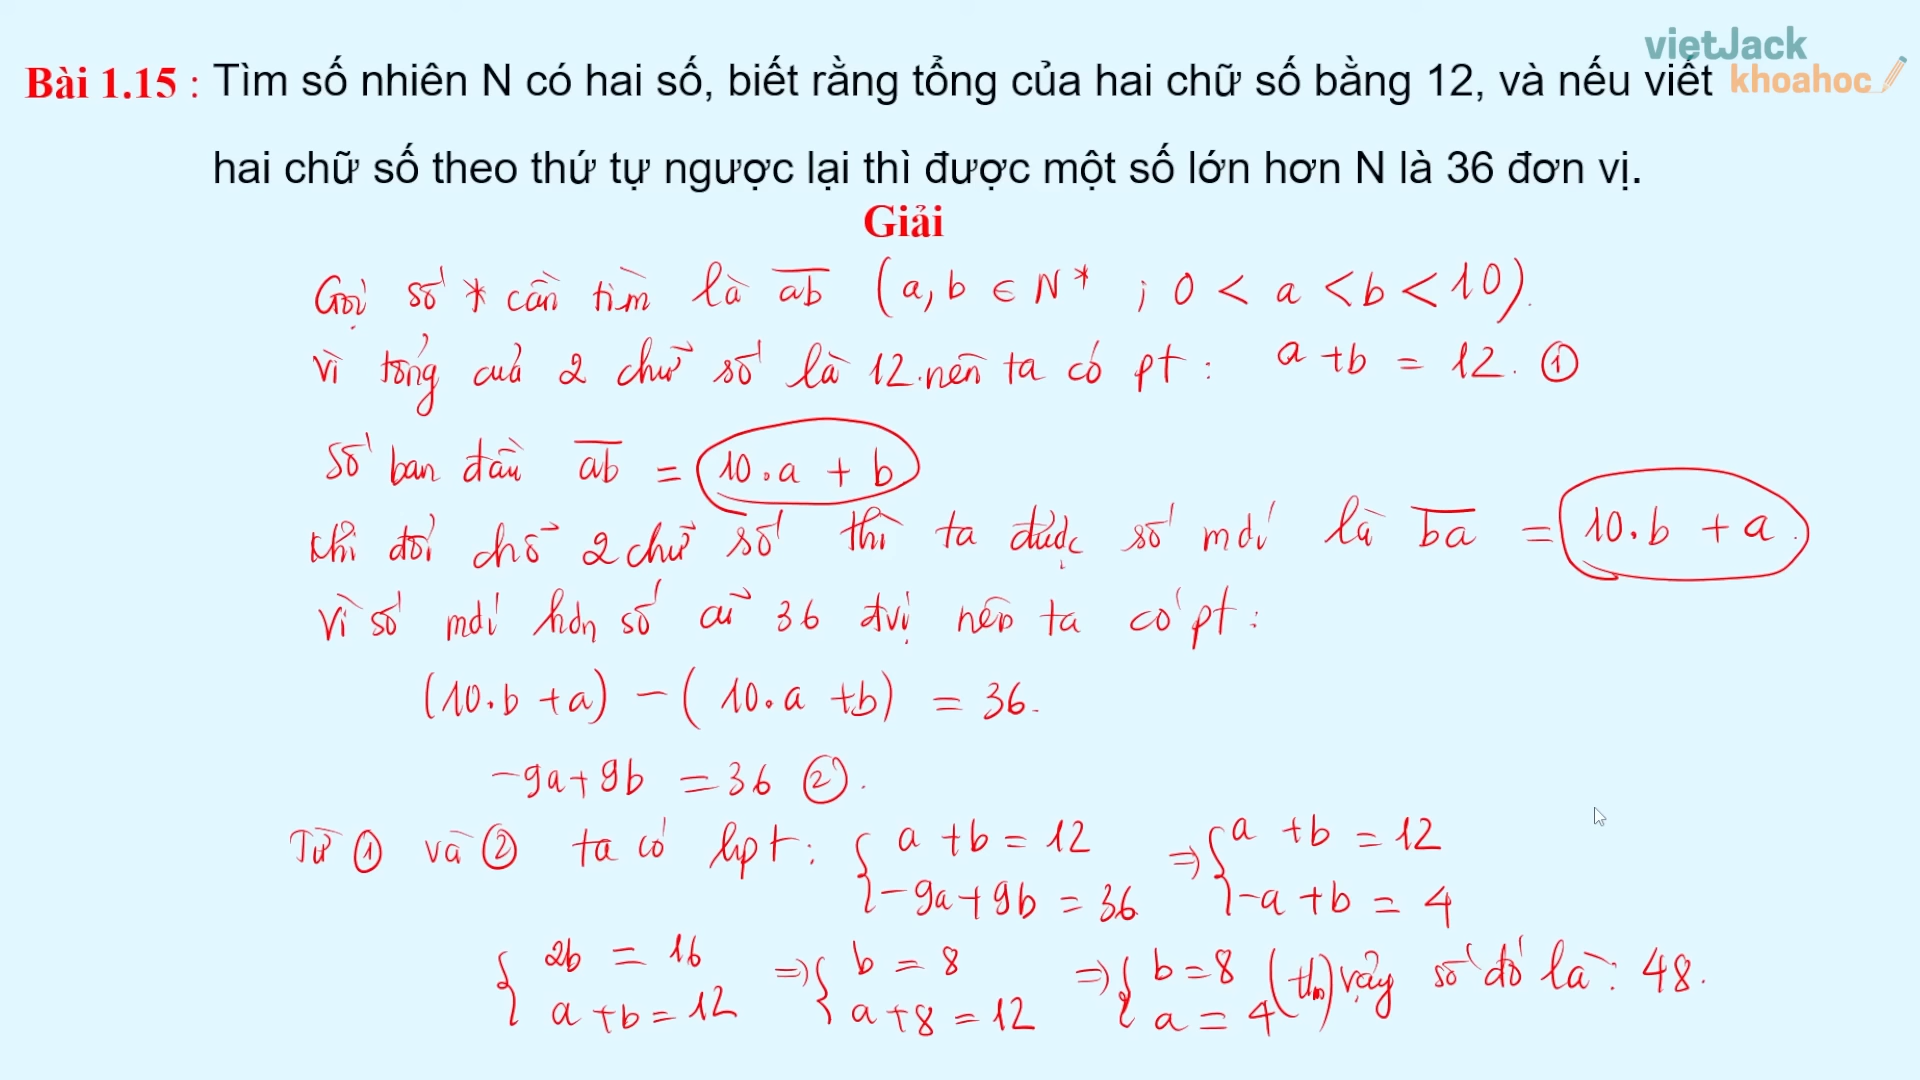 vietJack
khoahoc
Bài 1.15 : Tìm số nhiên N có hai số, biết rằng tổng của hai chữ số bằng 12, và nếu viết
hai chữ số theo thứ tự ngược lại thì được một số lớn hơn N là 36 đơn vị.
Giải
Gọi số * cần tìm là \overline{ab} (a, b ∈ N* ; 0 < a < b < 10).
Vì tổng của 2 chữ số là 12 nên ta có pt : a + b = 12. ①
Số ban đầu \overline{ab} = 10.a + b
Khi đổi chỗ 2 chữ số thì ta được số mới là \overline{ba} = 10.b + a.
Vì số mới hơn số cũ 36 đvị nên ta có pt :
(10.b + a) - (10.a + b) = 36.
-9a + 9b = 36 ②.
Từ ① và ② ta có hpt : { a + b = 12 => { a + b = 12
-9a + 9b = 36 -a + b = 4
{ 2b = 16 => { b = 8 => { b = 8 (tm) vậy số đó là : 48.
a + b = 12 a + 8 = 12 a = 4